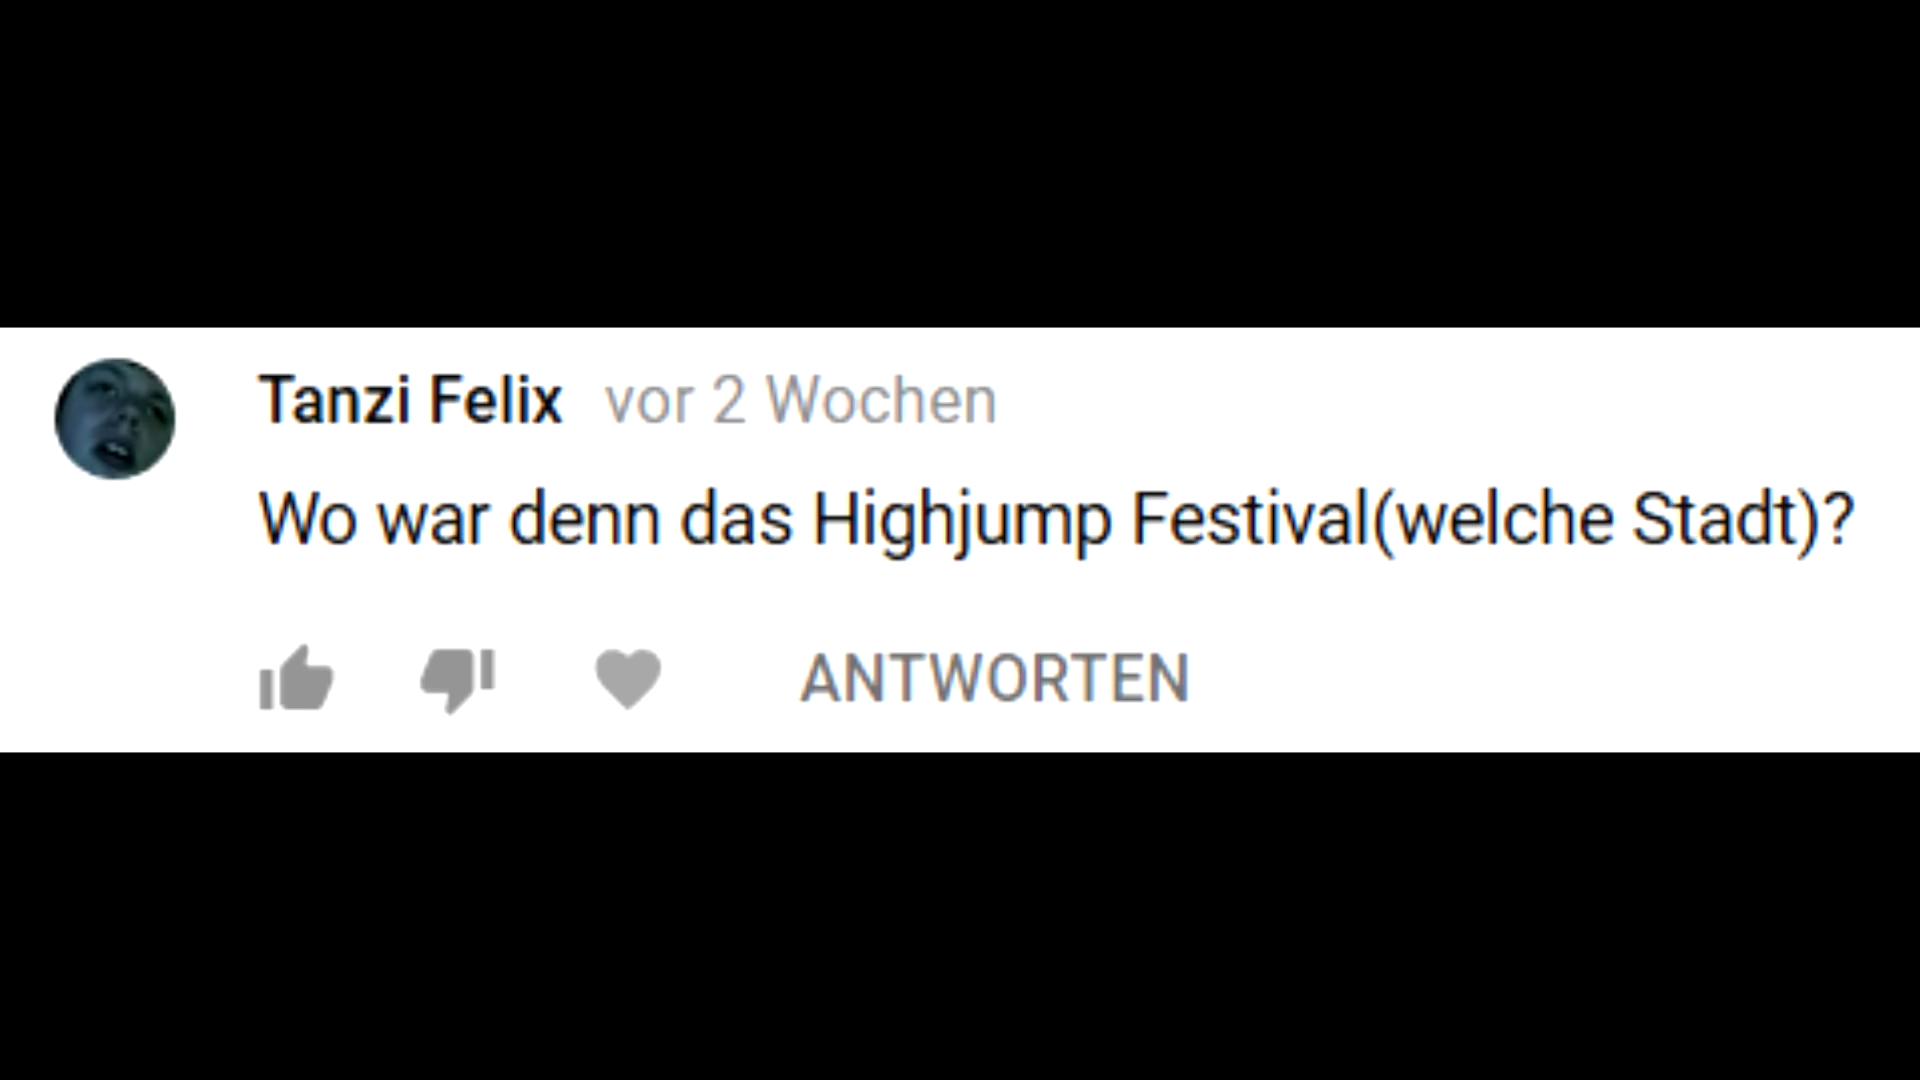 Tanzi Felix vor 2 Wochen
Wo war denn das Highjump Festival(welche Stadt)?
ANTWORTEN